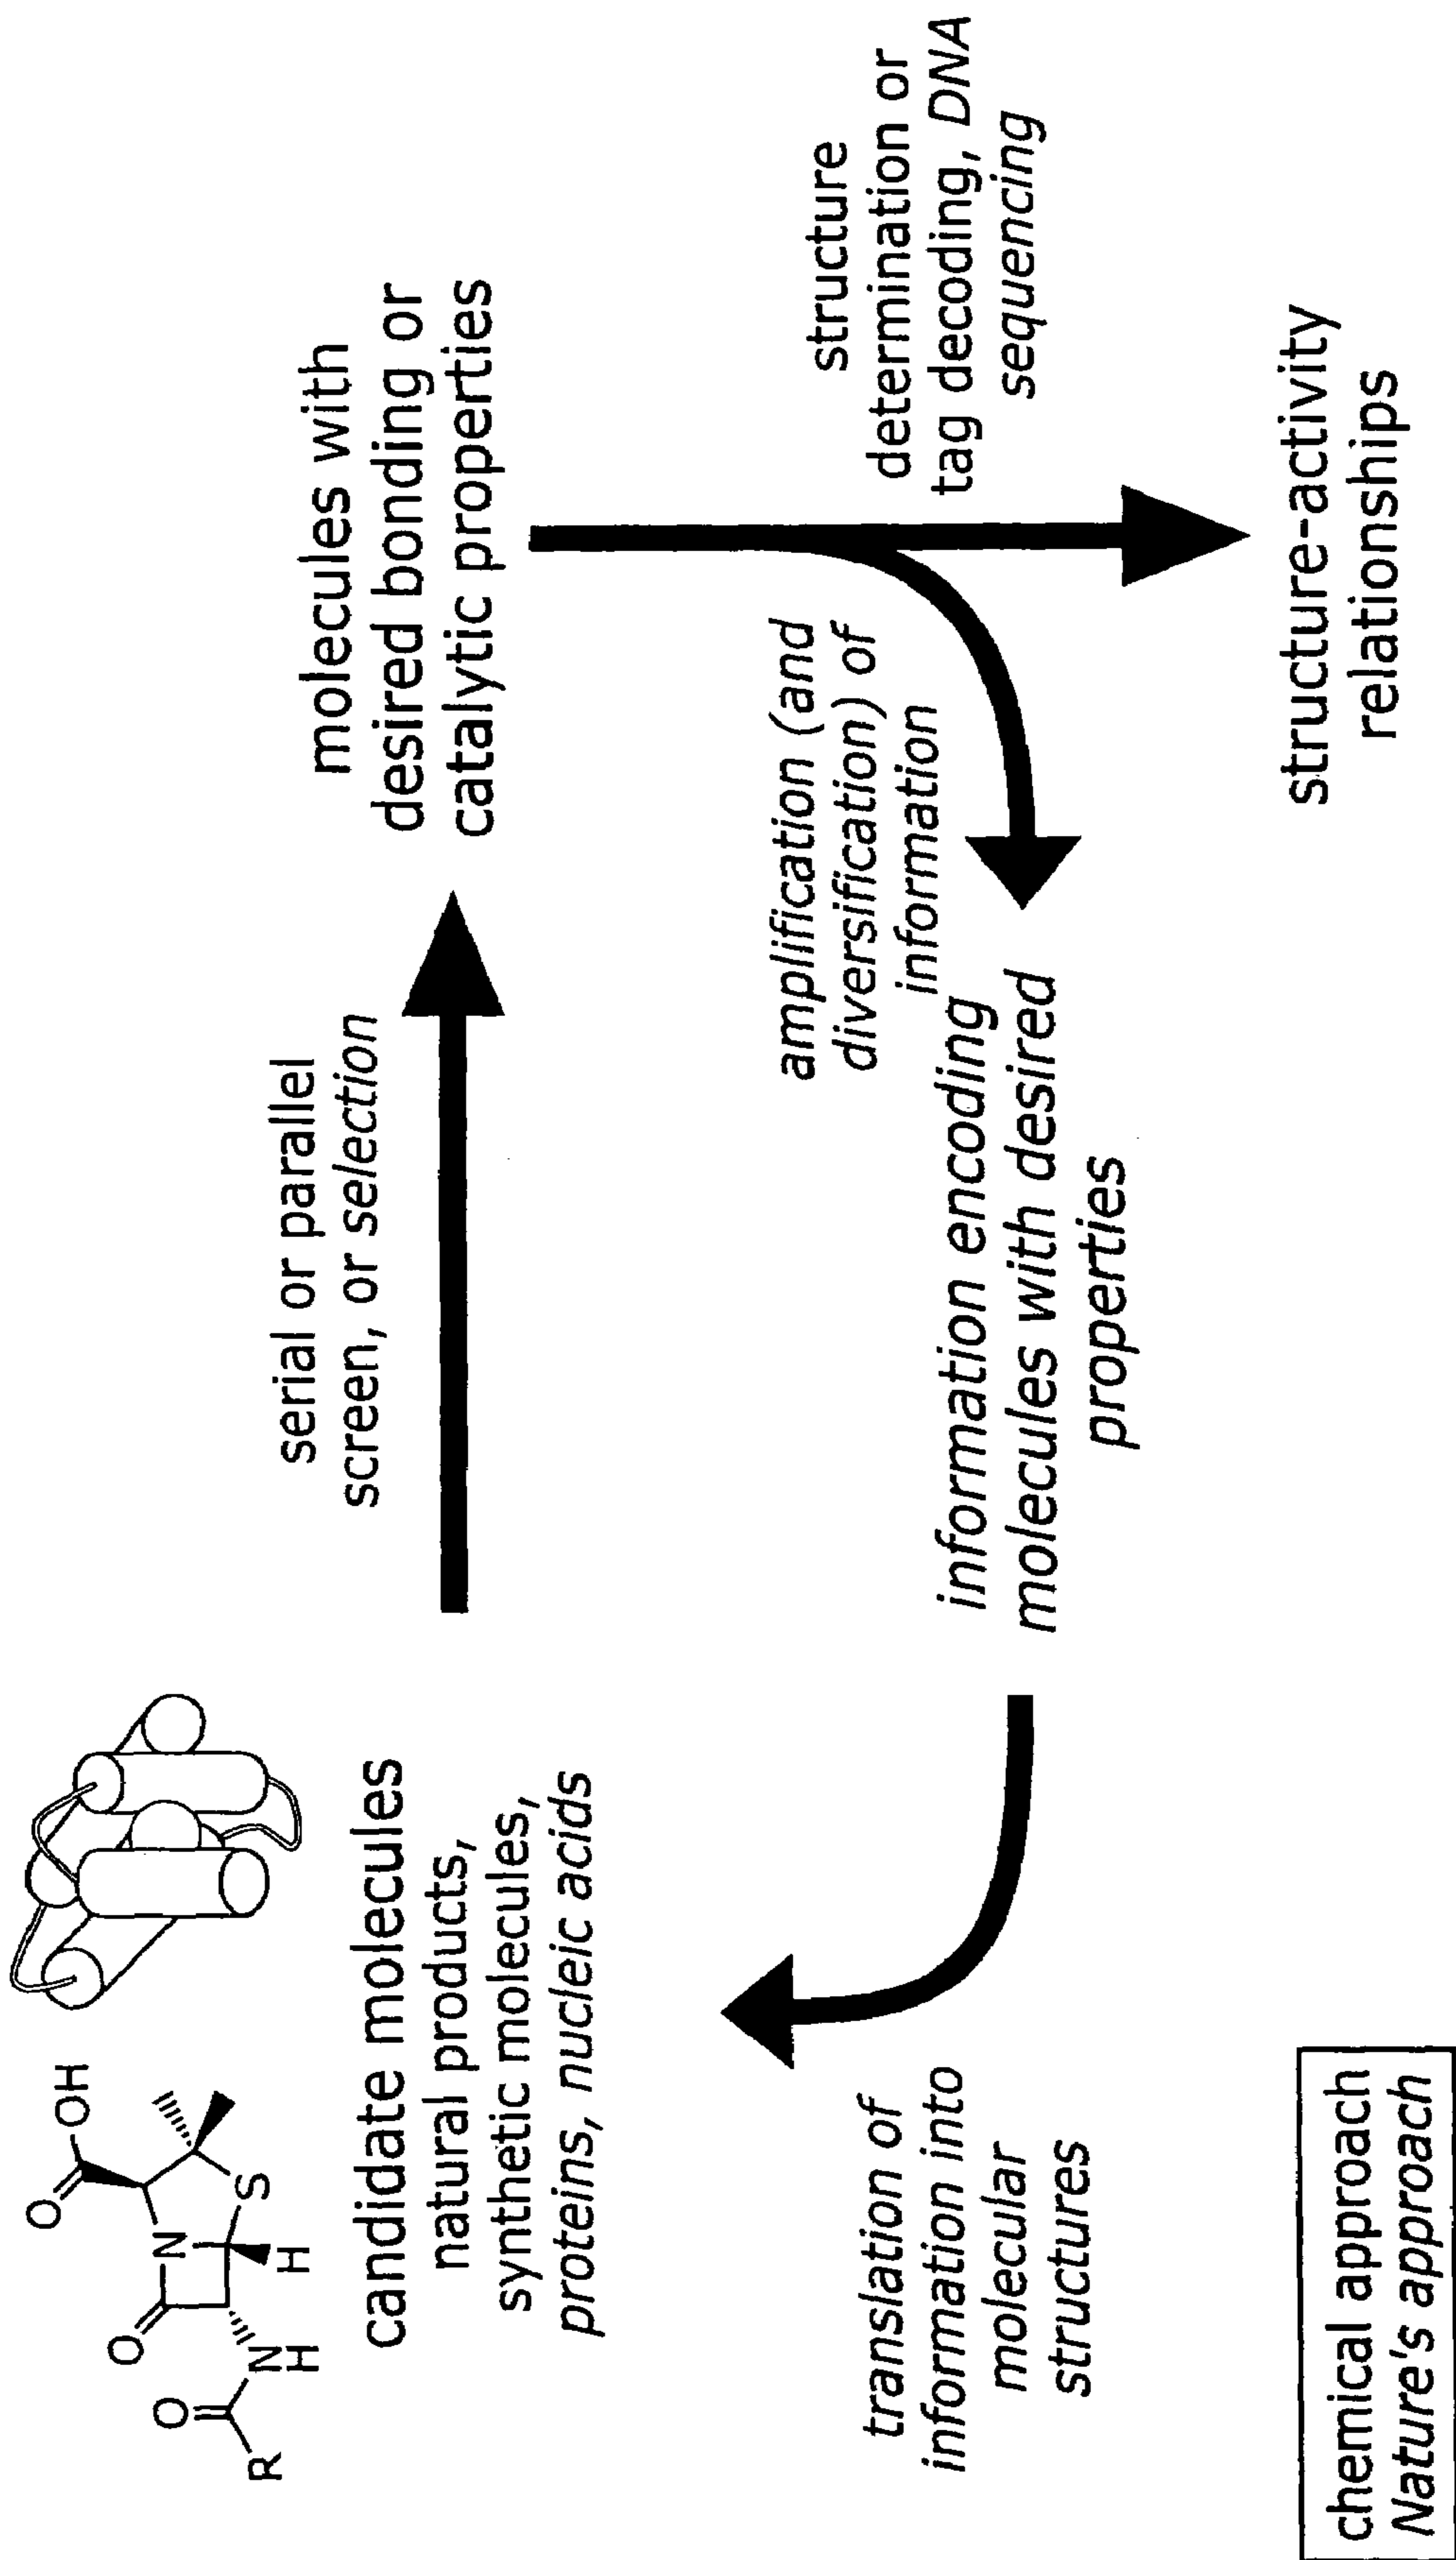 O
OH
O
N
S
H
O
N
H
R
candidate molecules
natural products,
synthetic molecules,
proteins, nucleic acids
serial or parallel
screen, or selection
molecules with
desired bonding or
catalytic properties
structure
determination or
tag decoding, DNA
sequencing
amplification (and
diversification) of
information
information encoding
molecules with desired
properties
translation of
information into
molecular
structures
structure-activity
relationships
chemical approach
Nature's approach